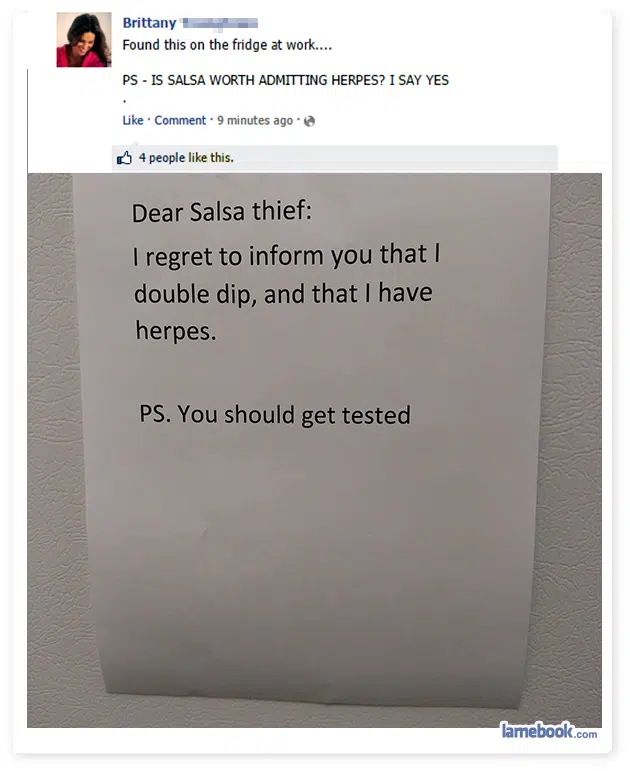 Brittany
Found this on the fridge at work....
PS - IS SALSA WORTH ADMITTING HERPES? I SAY YES
.
Like · Comment · 9 minutes ago ·
4 people like this.
Dear Salsa thief:
I regret to inform you that I
double dip, and that I have
herpes.
PS. You should get tested
lamebook.com